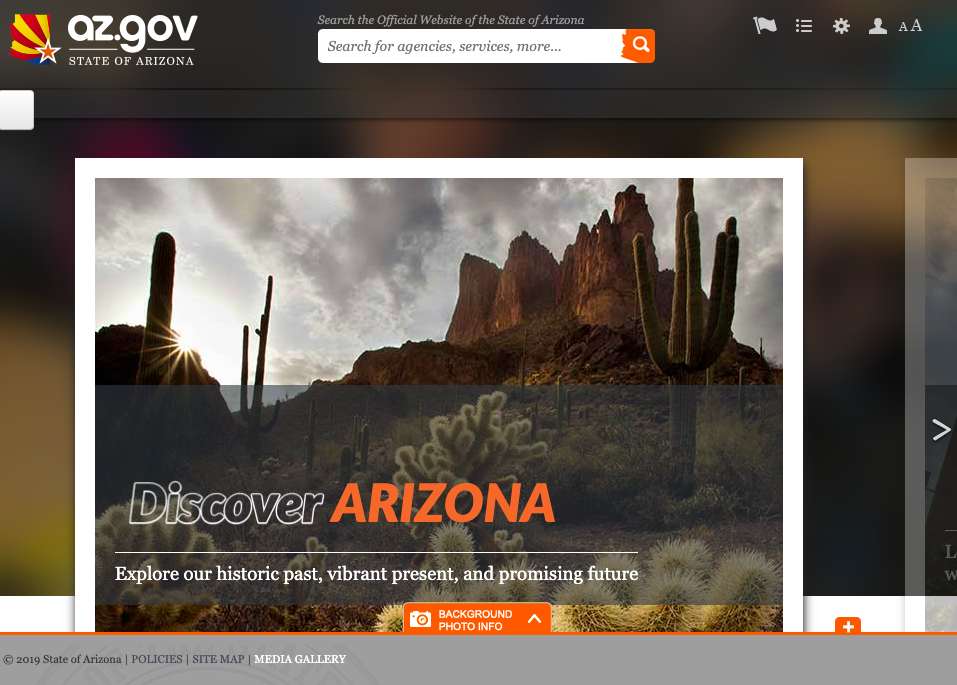 az.gov
STATE OF ARIZONA
Search the Official Website of the State of Arizona
Search for agencies, services, more...
A A
Discover ARIZONA
Explore our historic past, vibrant present, and promising future
BACKGROUND
PHOTO INFO
© 2019 State of Arizona | POLICIES | SITE MAP | MEDIA GALLERY